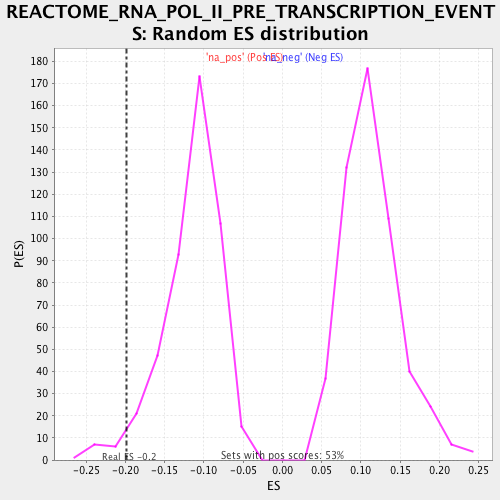 REACTOME_RNA_POL_II_PRE_TRANSCRIPTION_EVENT
S: Random ES distribution
'na_pos' (Pos ES)
'na_neg' (Neg ES)
180
170
160
150
140
130
120
110
100
90
80
70
60
50
40
30
20
10
0
P(ES)
Real ES -0.2
Sets with pos scores: 53%
-0.25 -0.20 -0.15 -0.10 -0.05 0.00 0.05 0.10 0.15 0.20 0.25
ES